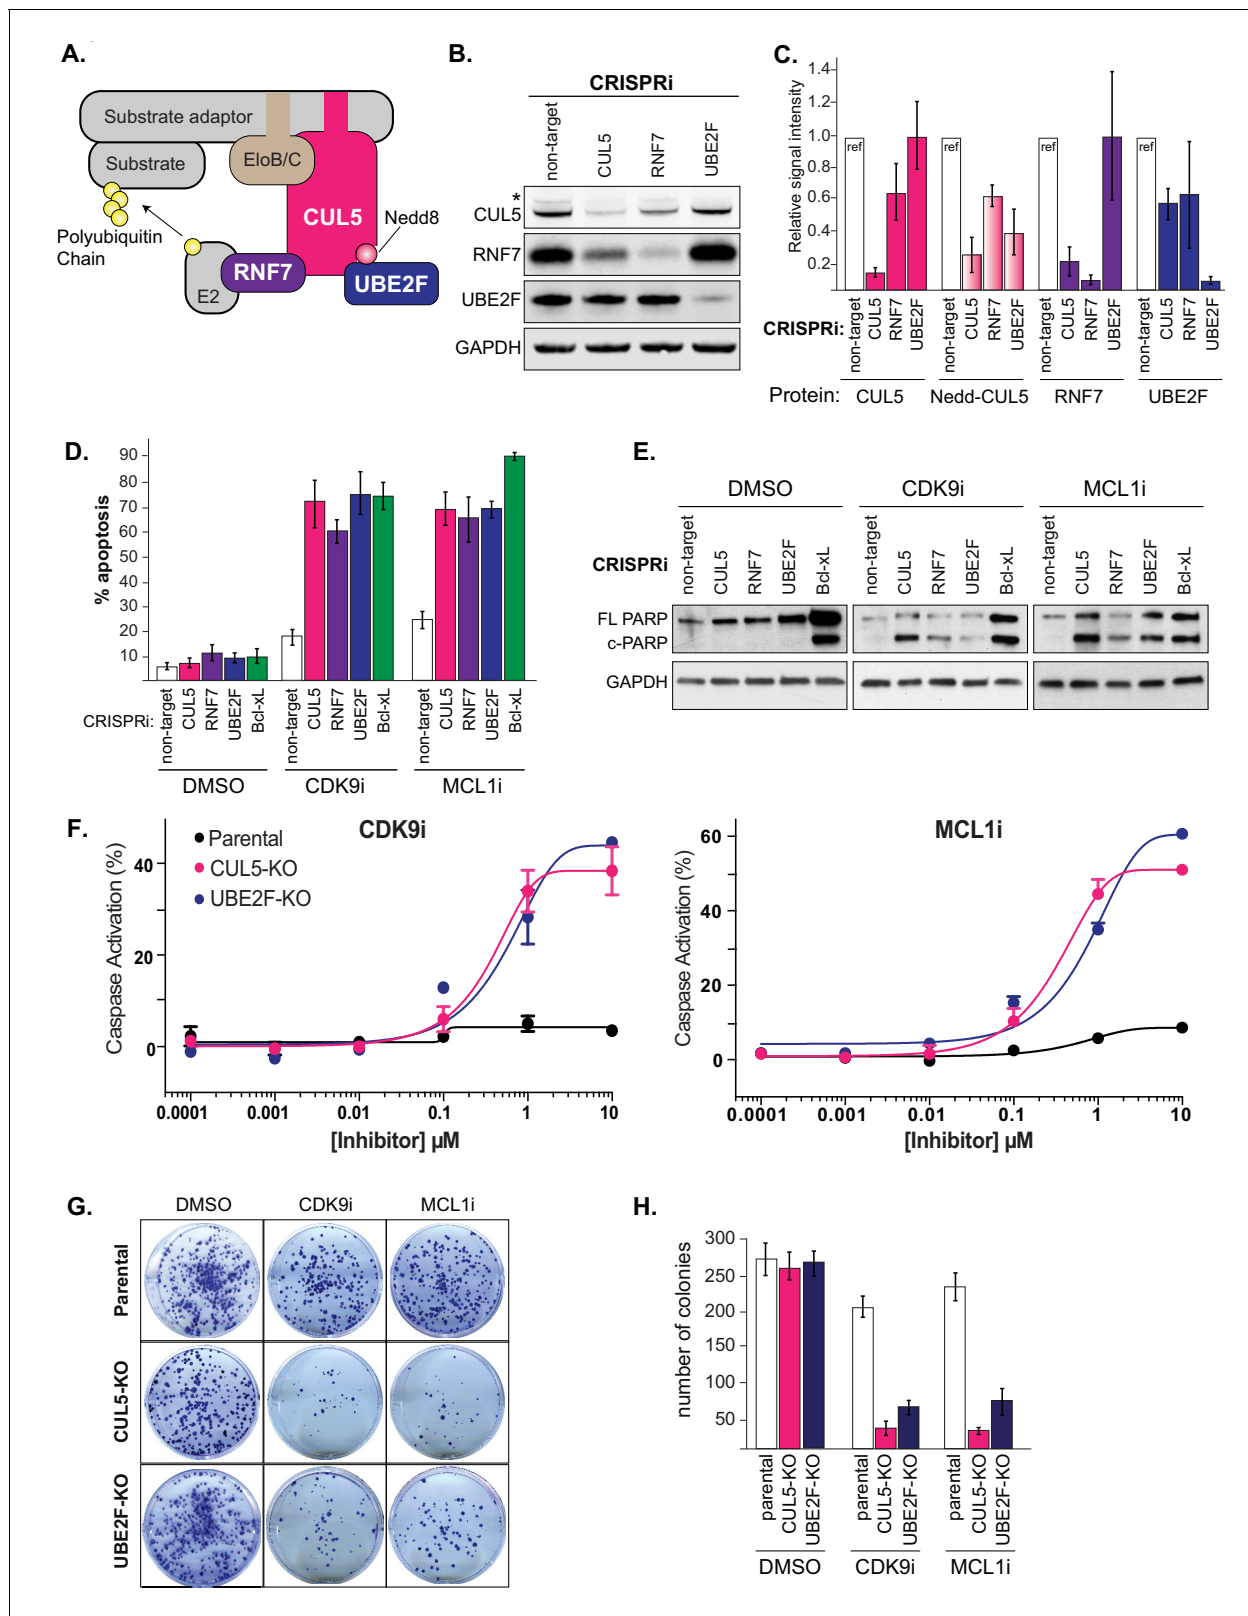 A.
Substrate adaptor
Substrate
EloB/C
CUL5
Nedd8
Polyubiquitin
Chain
E2
RNF7
UBE2F
B.
CRISPRi
non-target
CUL5
RNF7
UBE2F
*
CUL5
RNF7
UBE2F
GAPDH
C.
Relative signal intensity
1.4
1.2
1.0
0.8
0.6
0.4
0.2
ref
ref
ref
ref
CRISPRi:
non-target
CUL5
RNF7
UBE2F
non-target
CUL5
RNF7
UBE2F
non-target
CUL5
RNF7
UBE2F
non-target
CUL5
RNF7
UBE2F
Protein:
CUL5
Nedd-CUL5
RNF7
UBE2F
D.
% apoptosis
90
80
70
60
50
40
30
20
10
CRISPRi:
non-target
CUL5
RNF7
UBE2F
Bcl-xL
non-target
CUL5
RNF7
UBE2F
Bcl-xL
non-target
CUL5
RNF7
UBE2F
Bcl-xL
DMSO
CDK9i
MCL1i
E.
DMSO
CDK9i
MCL1i
CRISPRi
non-target
CUL5
RNF7
UBE2F
Bcl-xL
non-target
CUL5
RNF7
UBE2F
Bcl-xL
non-target
CUL5
RNF7
UBE2F
Bcl-xL
FL PARP
c-PARP
GAPDH
F.
CDK9i
Parental
CUL5-KO
UBE2F-KO
Caspase Activation (%)
40
20
0
0.0001
0.001
0.01
0.1
1
10
[Inhibitor] µM
MCL1i
Caspase Activation (%)
60
40
20
0
0.0001
0.001
0.01
0.1
1
10
[Inhibitor] µM
G.
DMSO
CDK9i
MCL1i
Parental
CUL5-KO
UBE2F-KO
H.
number of colonies
300
250
200
150
100
50
parental
CUL5-KO
UBE2F-KO
parental
CUL5-KO
UBE2F-KO
parental
CUL5-KO
UBE2F-KO
DMSO
CDK9i
MCL1i